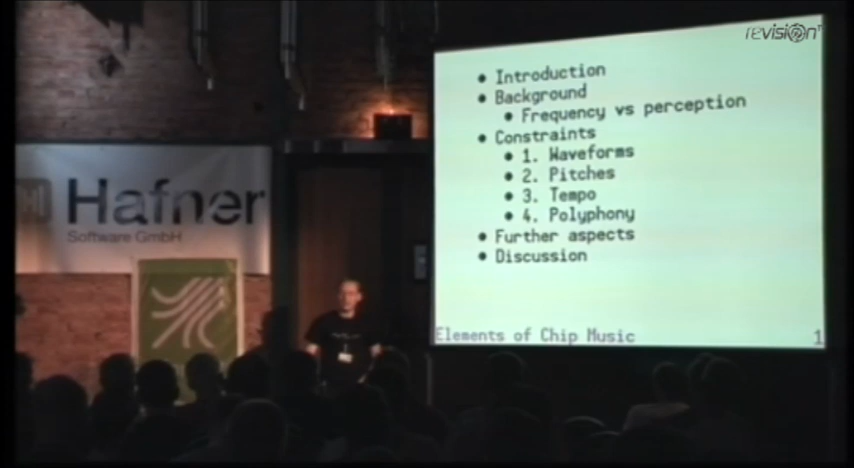 revision
Introduction
Background
Frequency vs perception
Constraints
1. Waveforms
2. Pitches
3. Tempo
4. Polyphony
Further aspects
Discussion
Elements of Chip Music 1
Hafner
Software GmbH